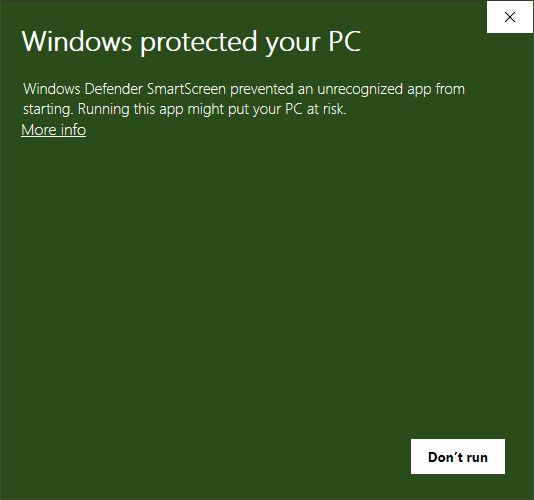 Windows protected your PC
Windows Defender SmartScreen prevented an unrecognized app from
starting. Running this app might put your PC at risk.
More info
Don’t run